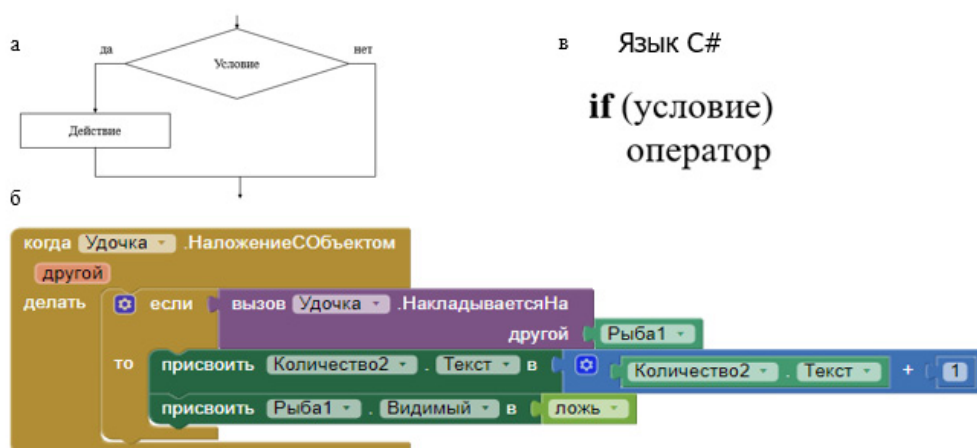 а
да
Условие
нет
Действие
в Язык C#
if (условие)
оператор
б
когда Удочка .НаложениеСОбъектом
другой
делать если вызов Удочка .НакладываетсяНа
другой Рыба1
то присвоить Количество2 . Текст в Количество2 . Текст + 1
присвоить Рыба1 . Видимый в ложь